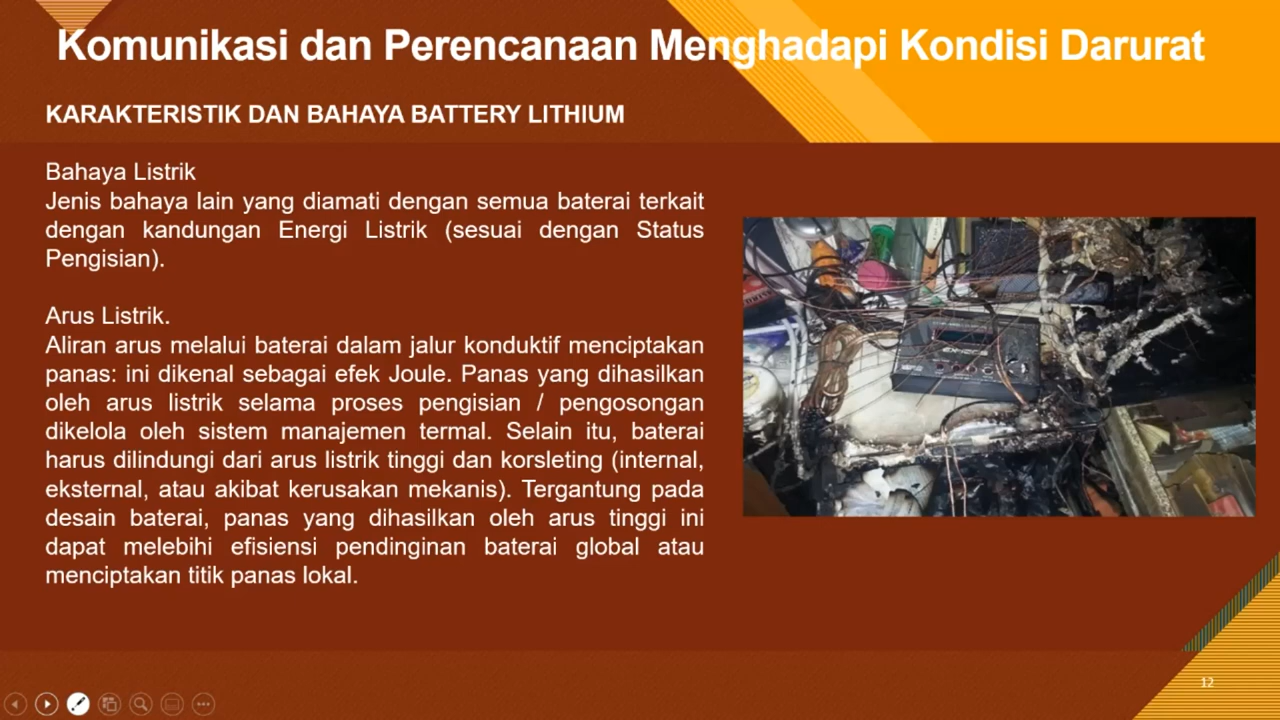 Komunikasi dan Perencanaan Menghadapi Kondisi Darurat
KARAKTERISTIK DAN BAHAYA BATTERY LITHIUM
Bahaya Listrik
Jenis bahaya lain yang diamati dengan semua baterai terkait
dengan kandungan Energi Listrik (sesuai dengan Status
Pengisian).
Arus Listrik.
Aliran arus melalui baterai dalam jalur konduktif menciptakan
panas: ini dikenal sebagai efek Joule. Panas yang dihasilkan
oleh arus listrik selama proses pengisian / pengosongan
dikelola oleh sistem manajemen termal. Selain itu, baterai
harus dilindungi dari arus listrik tinggi dan korsleting (internal,
eksternal, atau akibat kerusakan mekanis). Tergantung pada
desain baterai, panas yang dihasilkan oleh arus tinggi ini
dapat melebihi efisiensi pendinginan baterai global atau
menciptakan titik panas lokal.
12